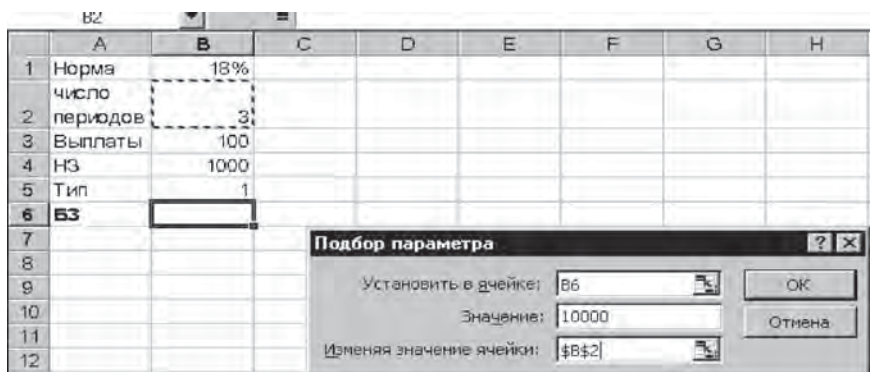 B2 =
A B C D E F G H
1 Норма 18%
число
2 периодов 3
3 Выплаты 100
4 НЗ 1000
5 Тип 1
6 БЗ
7
Подбор параметра ? ×
8
9
Установить в ячейке: B6 ОК
10
Значение: 10000 Отмена
11
Изменяя значение ячейки: $B$2
12